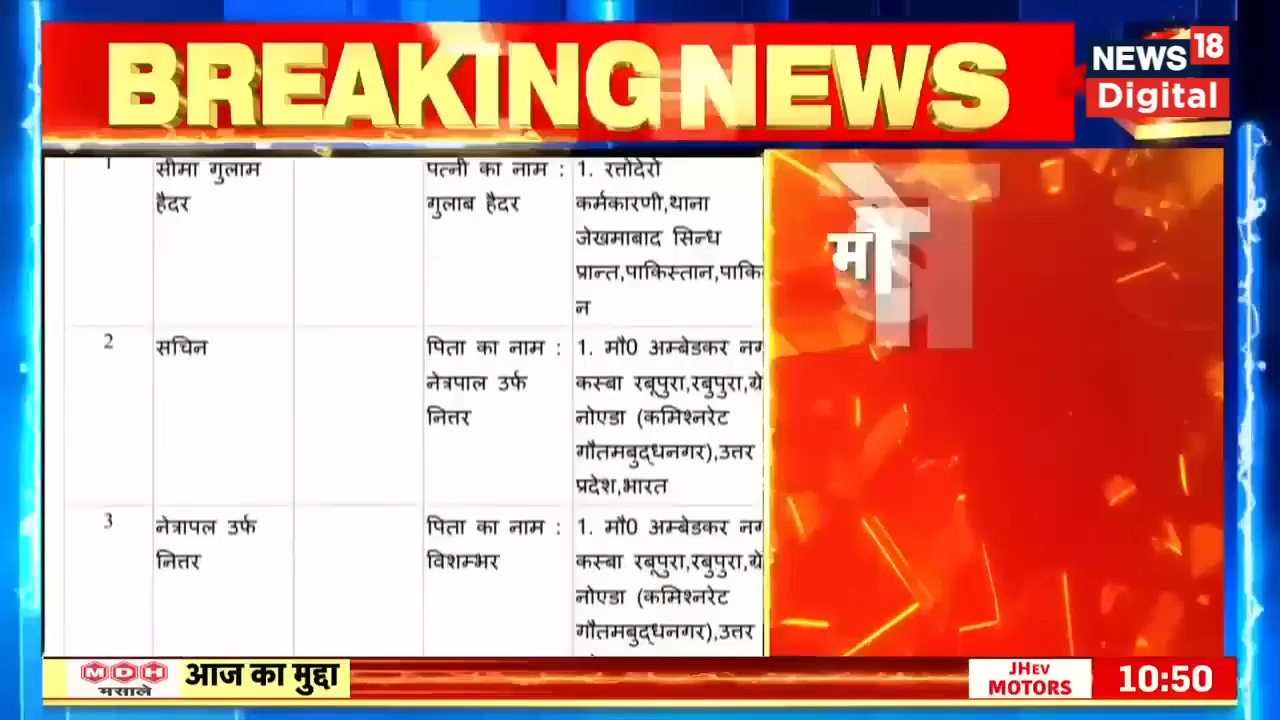 BREAKING NEWS
NEWS 18
Digital
1
सीमा गुलाम
हैदर
पत्नी का नाम :
गुलाब हैदर
1. रत्तोदेरो
कर्मकारणी,थाना
जेखमाबाद सिन्ध
प्रान्त,पाकिस्तान,पाकि
न
2
सचिन
पिता का नाम :
नेत्रपाल उर्फ
नित्तर
1. मौ0 अम्बेडकर नग
कस्बा रबूपुरा,रबुपुरा,ग्रे
नोएडा (कमिश्नरेट
गौतमबुद्धनगर),उत्तर
प्रदेश,भारत
3
नेत्रापल उर्फ
नित्तर
पिता का नाम :
विशम्भर
1. मौ0 अम्बेडकर नग
कस्बा रबूपुरा,रबुपुरा,ग्रे
नोएडा (कमिश्नरेट
गौतमबुद्धनगर),उत्तर
MDH
मसाले
आज का मुद्दा
JHEV
MOTORS
10:50